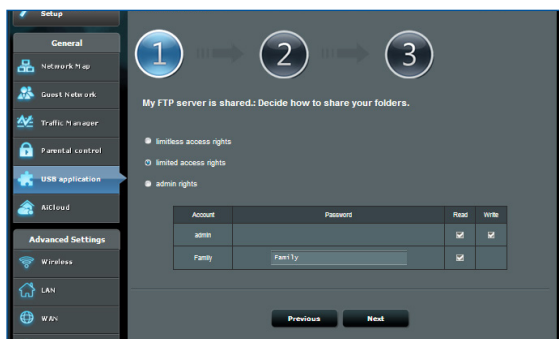 Setup
General
Network Map
Guest Network
Traffic Manager
Parental control
USB application
AiCloud
Advanced Settings
Wireless
LAN
WAN
1 2 3
My FTP server is shared.: Decide how to share your folders.
limitless access rights
limited access rights
admin rights
Account Password Read Write
admin
Family Family
Previous Next